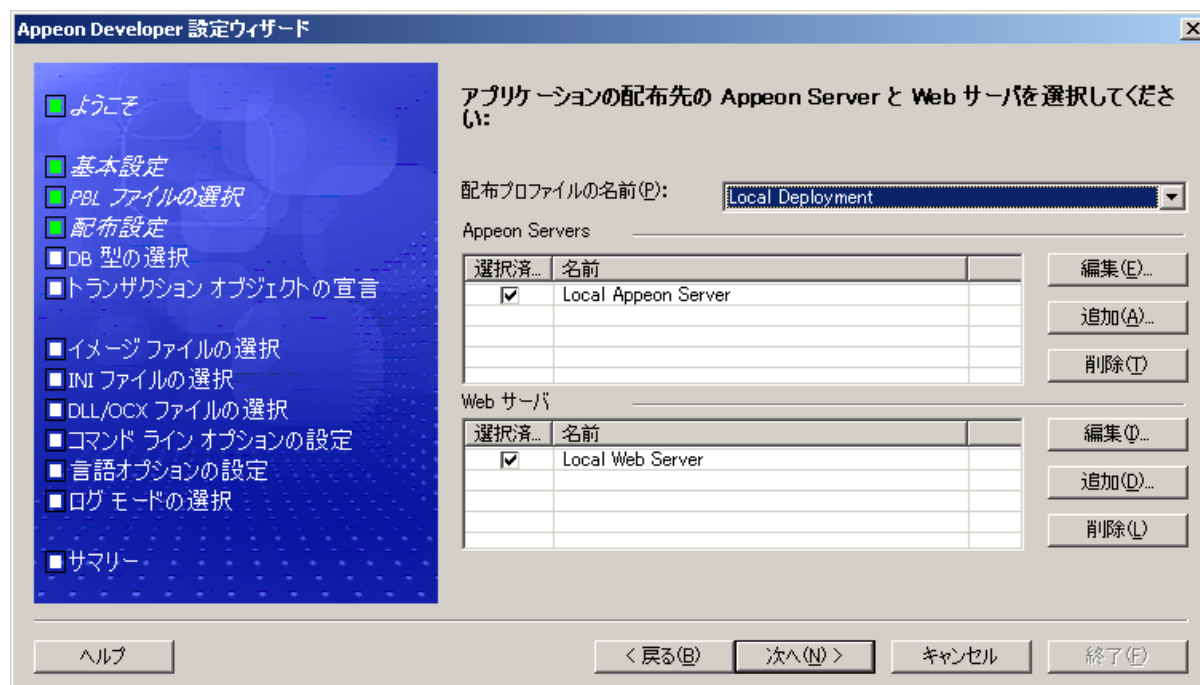 Appeon Developer 設定ウィザード
ようこそ
基本設定
PBL ファイルの選択
配布設定
DB 型の選択
トランザクション オブジェクトの宣言
イメージ ファイルの選択
INI ファイルの選択
DLL/OCX ファイルの選択
コマンド ライン オプションの設定
言語オプションの設定
ログ モードの選択
サマリー
アプリケーションの配布先の Appeon Server と Web サーバを選択してくださ
い:
配布プロファイルの名前(P): Local Deployment
Appeon Servers
選択済... 名前
Local Appeon Server
編集(E)...
追加(A)...
削除(T)
Web サーバ
選択済... 名前
Local Web Server
編集(I)...
追加(D)...
削除(L)
ヘルプ < 戻る(B) 次へ(N) > キャンセル 終了(F)